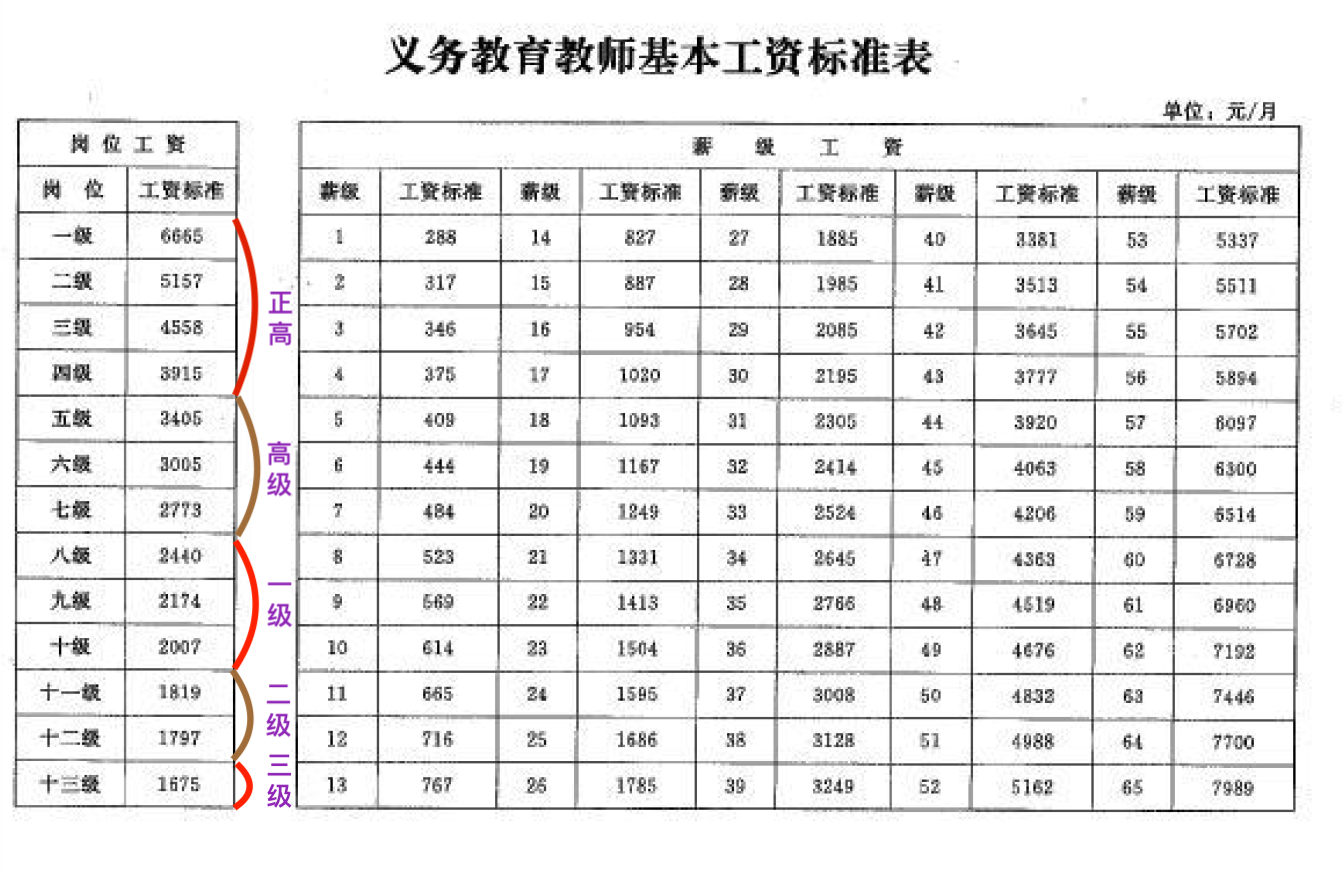 义务教育教师基本工资标准表
单位：元/月
岗位工资 薪级工资
岗位 工资标准 薪级 工资标准 薪级 工资标准 薪级 工资标准 薪级 工资标准 薪级 工资标准
一级 6665 1 288 14 827 27 1885 40 3381 53 5337
二级 5157 2 317 15 887 28 1985 41 3513 54 5511
三级 4558 3 346 16 954 29 2085 42 3645 55 5702
四级 3915 4 375 17 1020 30 2195 43 3777 56 5894
五级 3405 5 409 18 1093 31 2305 44 3920 57 6097
六级 3005 6 444 19 1167 32 2414 45 4063 58 6300
七级 2773 7 484 20 1249 33 2524 46 4206 59 6514
八级 2440 8 523 21 1331 34 2645 47 4363 60 6728
九级 2174 9 569 22 1413 35 2766 48 4519 61 6960
十级 2007 10 614 23 1504 36 2887 49 4676 62 7192
十一级 1819 11 665 24 1595 37 3008 50 4832 63 7446
十二级 1797 12 716 25 1686 38 3128 51 4988 64 7700
十三级 1675 13 767 26 1785 39 3249 52 5162 65 7989
正高
高级
一级
二级
三级